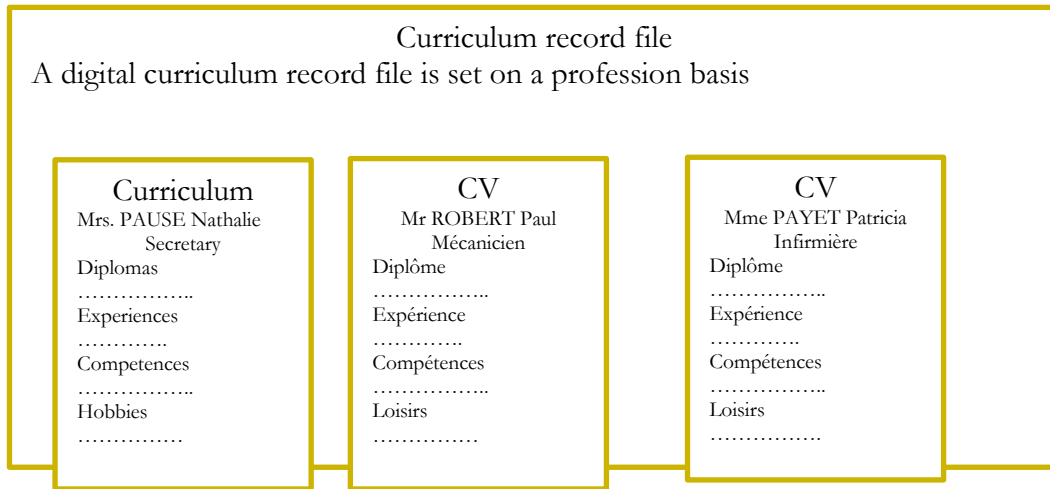 Curriculum record file
A digital curriculum record file is set on a profession basis
Curriculum
Mrs. PAUSE Nathalie
Secretary
Diplomas
……………..
Experiences
………….
Competences
……………..
Hobbies
……………
CV
Mr ROBERT Paul
Mécanicien
Diplôme
……………..
Expérience
………….
Compétences
……………..
Loisirs
……………
CV
Mme PAYET Patricia
Infirmière
Diplôme
……………..
Expérience
………….
Compétences
……………..
Loisirs
…………….